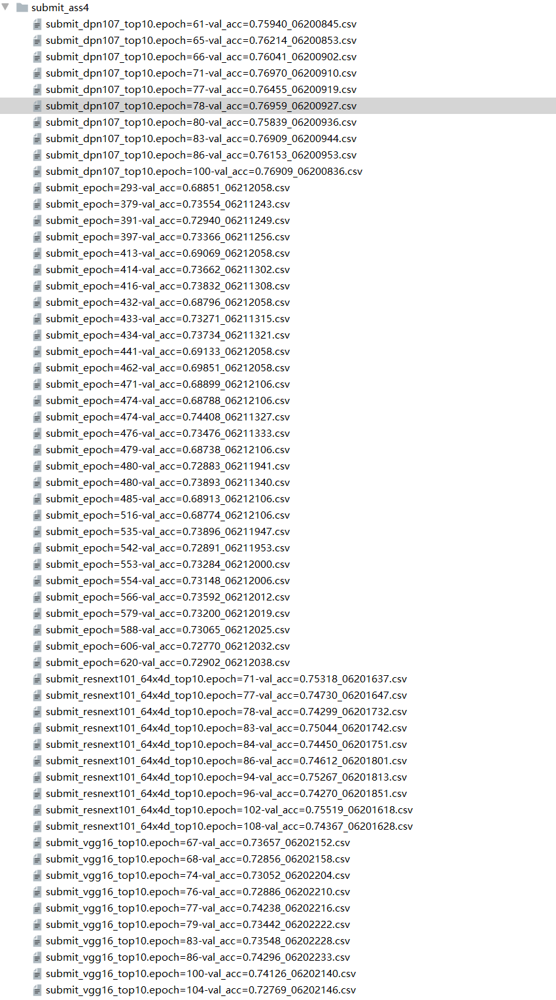 submit_ass4
submit_dpn107_top10.epoch=61-val_acc=0.75940_06200845.csv
submit_dpn107_top10.epoch=65-val_acc=0.76214_06200853.csv
submit_dpn107_top10.epoch=66-val_acc=0.76041_06200902.csv
submit_dpn107_top10.epoch=71-val_acc=0.76970_06200910.csv
submit_dpn107_top10.epoch=77-val_acc=0.76455_06200919.csv
submit_dpn107_top10.epoch=78-val_acc=0.76959_06200927.csv
submit_dpn107_top10.epoch=80-val_acc=0.75839_06200936.csv
submit_dpn107_top10.epoch=83-val_acc=0.76909_06200944.csv
submit_dpn107_top10.epoch=86-val_acc=0.76153_06200953.csv
submit_dpn107_top10.epoch=100-val_acc=0.76909_06200836.csv
submit_epoch=293-val_acc=0.68851_06212058.csv
submit_epoch=379-val_acc=0.73554_06211243.csv
submit_epoch=391-val_acc=0.72940_06211249.csv
submit_epoch=397-val_acc=0.73366_06211256.csv
submit_epoch=413-val_acc=0.69069_06212058.csv
submit_epoch=414-val_acc=0.73662_06211302.csv
submit_epoch=416-val_acc=0.73832_06211308.csv
submit_epoch=432-val_acc=0.68796_06212058.csv
submit_epoch=433-val_acc=0.73271_06211315.csv
submit_epoch=434-val_acc=0.73734_06211321.csv
submit_epoch=441-val_acc=0.69133_06212058.csv
submit_epoch=462-val_acc=0.69851_06212058.csv
submit_epoch=471-val_acc=0.68899_06212106.csv
submit_epoch=474-val_acc=0.68788_06212106.csv
submit_epoch=474-val_acc=0.74408_06211327.csv
submit_epoch=476-val_acc=0.73476_06211333.csv
submit_epoch=479-val_acc=0.68738_06212106.csv
submit_epoch=480-val_acc=0.72883_06211941.csv
submit_epoch=480-val_acc=0.73893_06211340.csv
submit_epoch=485-val_acc=0.68913_06212106.csv
submit_epoch=516-val_acc=0.68774_06212106.csv
submit_epoch=535-val_acc=0.73896_06211947.csv
submit_epoch=542-val_acc=0.72891_06211953.csv
submit_epoch=553-val_acc=0.73284_06212000.csv
submit_epoch=554-val_acc=0.73148_06212006.csv
submit_epoch=566-val_acc=0.73592_06212012.csv
submit_epoch=579-val_acc=0.73200_06212019.csv
submit_epoch=588-val_acc=0.73065_06212025.csv
submit_epoch=606-val_acc=0.72770_06212032.csv
submit_epoch=620-val_acc=0.72902_06212038.csv
submit_resnext101_64x4d_top10.epoch=71-val_acc=0.75318_06201637.csv
submit_resnext101_64x4d_top10.epoch=77-val_acc=0.74730_06201647.csv
submit_resnext101_64x4d_top10.epoch=78-val_acc=0.74299_06201732.csv
submit_resnext101_64x4d_top10.epoch=83-val_acc=0.75044_06201742.csv
submit_resnext101_64x4d_top10.epoch=84-val_acc=0.74450_06201751.csv
submit_resnext101_64x4d_top10.epoch=86-val_acc=0.74612_06201801.csv
submit_resnext101_64x4d_top10.epoch=94-val_acc=0.75267_06201813.csv
submit_resnext101_64x4d_top10.epoch=96-val_acc=0.74270_06201851.csv
submit_resnext101_64x4d_top10.epoch=102-val_acc=0.75519_06201618.csv
submit_resnext101_64x4d_top10.epoch=108-val_acc=0.74367_06201628.csv
submit_vgg16_top10.epoch=67-val_acc=0.73657_06202152.csv
submit_vgg16_top10.epoch=68-val_acc=0.72856_06202158.csv
submit_vgg16_top10.epoch=74-val_acc=0.73052_06202204.csv
submit_vgg16_top10.epoch=76-val_acc=0.72886_06202210.csv
submit_vgg16_top10.epoch=77-val_acc=0.74238_06202216.csv
submit_vgg16_top10.epoch=79-val_acc=0.73442_06202222.csv
submit_vgg16_top10.epoch=83-val_acc=0.73548_06202228.csv
submit_vgg16_top10.epoch=86-val_acc=0.74296_06202233.csv
submit_vgg16_top10.epoch=100-val_acc=0.74126_06202140.csv
submit_vgg16_top10.epoch=104-val_acc=0.72769_06202146.csv